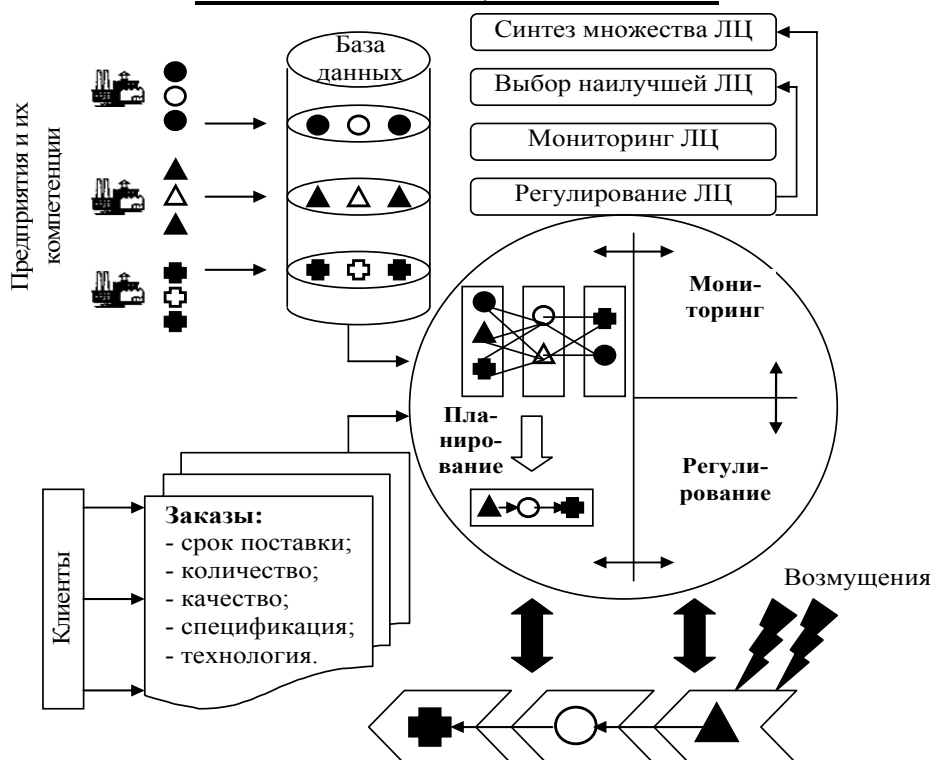 База
данных
Синтез множества ЛЦ
Выбор наилучшей ЛЦ
Мониторинг ЛЦ
Регулирование ЛЦ
Предприятия и их
компетенции
Мони-
торинг
Пла-
ниро-
вание
Регули-
рование
Клиенты
Заказы:
- срок поставки;
- количество;
- качество;
- спецификация;
- технология.
Возмущения